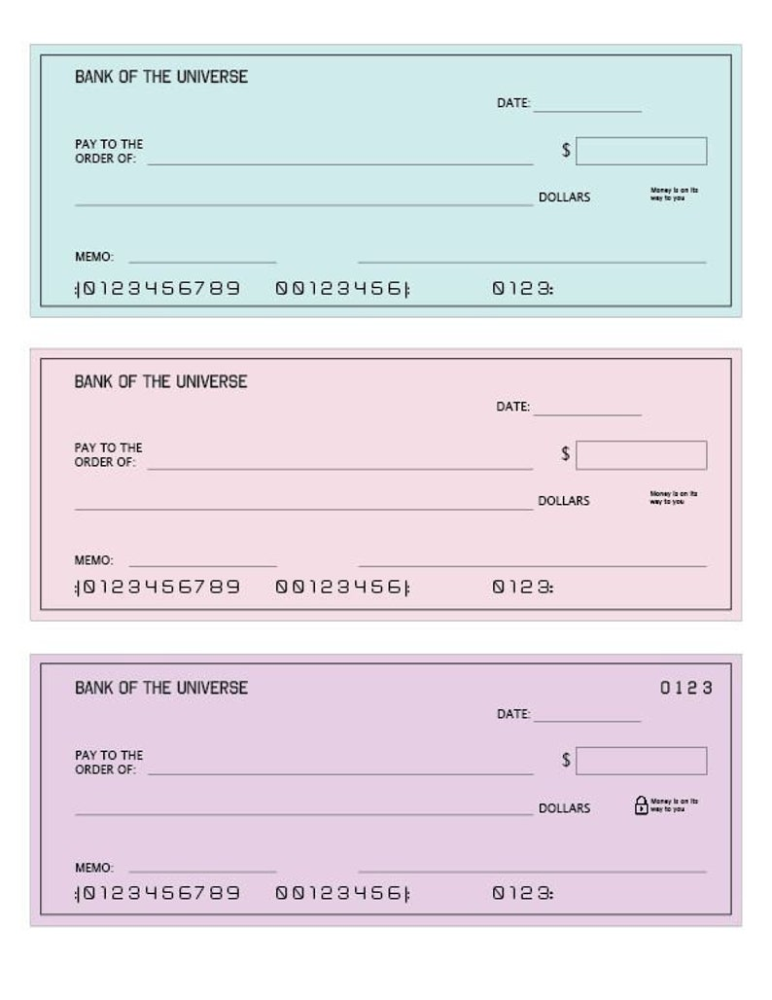 BANK OF THE UNIVERSE
DATE:
PAY TO THE
ORDER OF:
$
DOLLARS
Money is on its
way to you
MEMO:
:|0123456789 00123456|: 0123:
BANK OF THE UNIVERSE
DATE:
PAY TO THE
ORDER OF:
$
DOLLARS
Money is on its
way to you
MEMO:
:|0123456789 00123456|: 0123:
BANK OF THE UNIVERSE 0123
DATE:
PAY TO THE
ORDER OF:
$
DOLLARS
Money is on its
way to you
MEMO:
:|0123456789 00123456|: 0123: